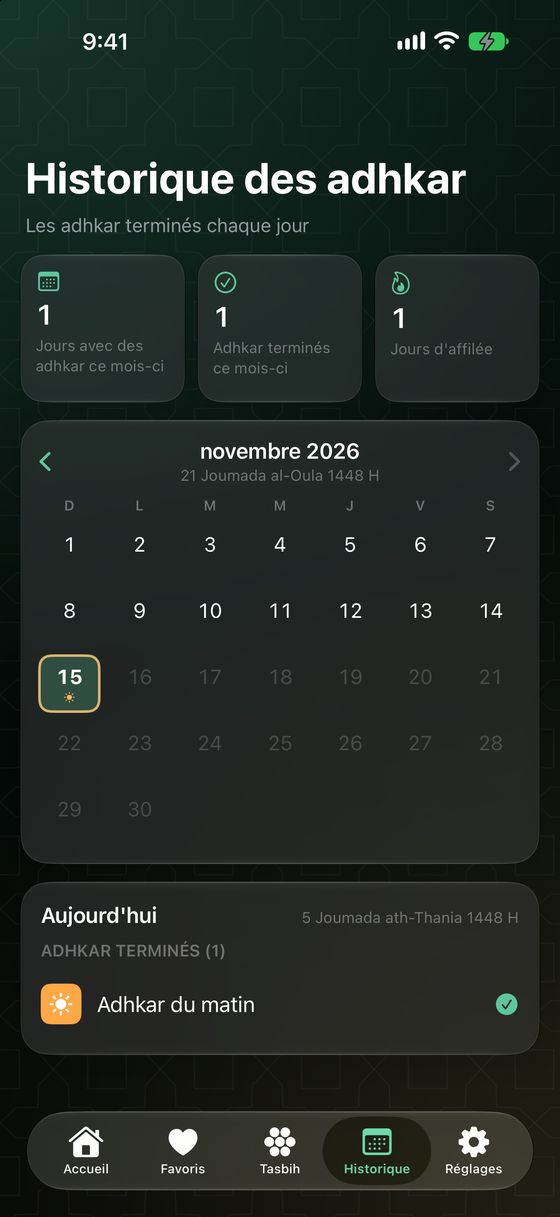 9:41
Historique des adhkar
Les adhkar terminés chaque jour
1
Jours avec des
adhkar ce mois-ci
1
Adhkar terminés
ce mois-ci
1
Jours d'affilée
novembre 2026
21 Joumada al-Oula 1448 H
D L M M J V S
1 2 3 4 5 6 7
8 9 10 11 12 13 14
15 16 17 18 19 20 21
22 23 24 25 26 27 28
29 30
Aujourd'hui 5 Joumada ath-Thania 1448 H
ADHKAR TERMINÉS (1)
Adhkar du matin
Accueil Favoris Tasbih Historique Réglages